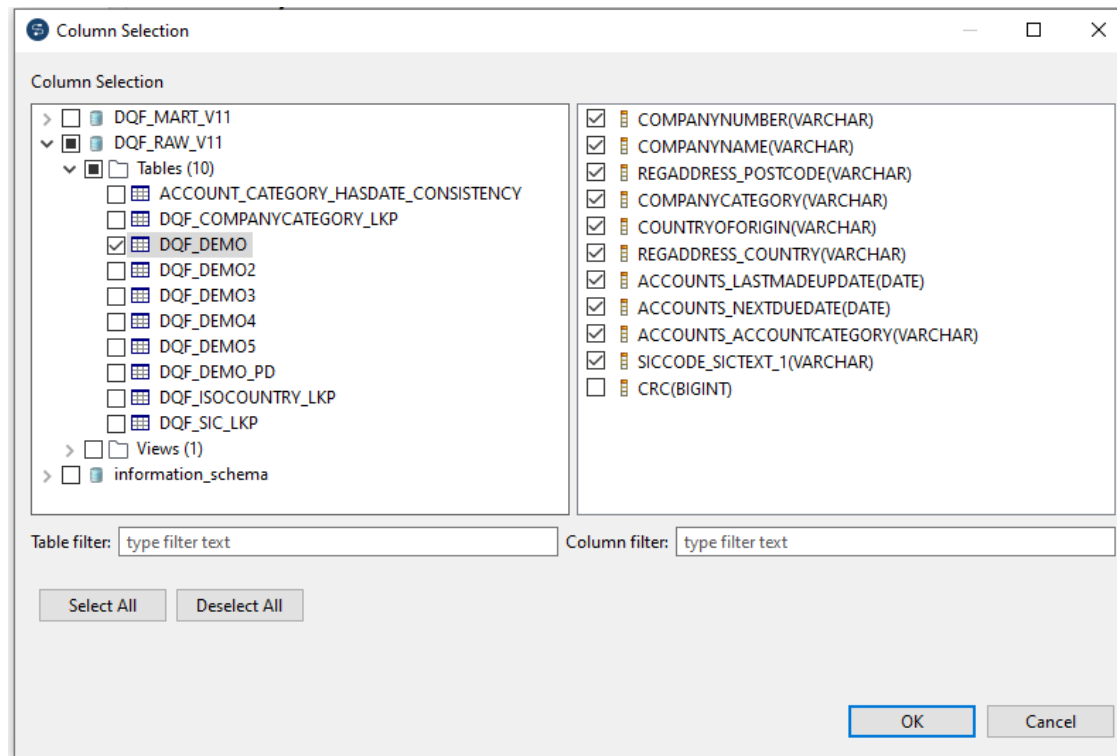 Column Selection
Column Selection
DQF_MART_V11
DQF_RAW_V11
Tables (10)
ACCOUNT_CATEGORY_HASDATE_CONSISTENCY
DQF_COMPANYCATEGORY_LKP
DQF_DEMO
DQF_DEMO2
DQF_DEMO3
DQF_DEMO4
DQF_DEMO5
DQF_DEMO_PD
DQF_ISOCOUNTRY_LKP
DQF_SIC_LKP
Views (1)
information_schema
COMPANYNUMBER(VARCHAR)
COMPANYNAME(VARCHAR)
REGADDRESS_POSTCODE(VARCHAR)
COMPANYCATEGORY(VARCHAR)
COUNTRYOFORIGIN(VARCHAR)
REGADDRESS_COUNTRY(VARCHAR)
ACCOUNTS_LASTMADEUPDATE(DATE)
ACCOUNTS_NEXTDUEDATE(DATE)
ACCOUNTS_ACCOUNTCATEGORY(VARCHAR)
SICCODE_SICTEXT_1(VARCHAR)
CRC(BIGINT)
Table filter: type filter text
Column filter: type filter text
Select All
Deselect All
OK
Cancel